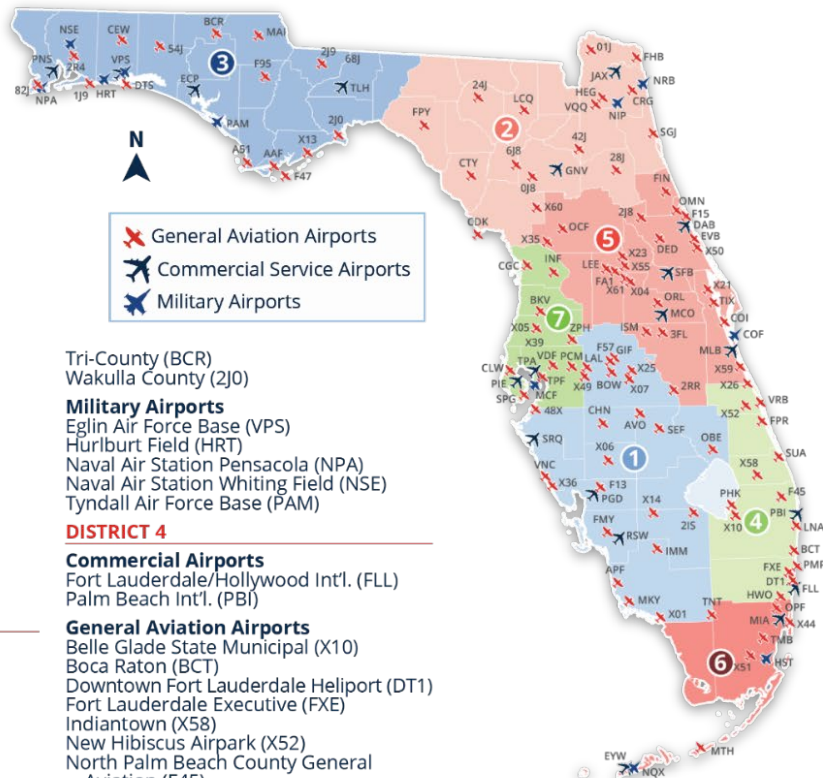 BCR
NSE
CEW
54J
MAI
2J9
68J
01J
FHB
PNS
2R4
VPS
3
F95
JAX
ECP
TLH
NRB
82J
NPA
1J9
HRT
DTS
24J
HEG
VQQ
CRG
NIP
LCQ
FPY
2
PAM
2J0
SGJ
N
A51
AAF
X13
F47
42J
6J8
CTY
GNV
28J
0J8
FIN
X60
OMN
CDK
OCF
2J8
F15
DAB
General Aviation Airports
Commercial Service Airports
Military Airports
X35
5
EVB
DED
X50
CGC
INF
LEE
X23
X55
SFB
FA1
X61
X04
X21
TIX
BKV
ORL
MCO
COI
7
X05
ZPH
ISM
3FL
COF
X39
MLB
Tri-County (BCR)
Wakulla County (2J0)
F57
GIF
TPA
VDF
PCM
LAL
CLW
X25
X59
PIE
TPF
X49
BOW
X07
2RR
X26
SPG
MCF
X52
VRB
Military Airports
Eglin Air Force Base (VPS)
Hurlburt Field (HRT)
Naval Air Station Pensacola (NPA)
Naval Air Station Whiting Field (NSE)
Tyndall Air Force Base (PAM)
48X
CHN
FPR
AVO
SEF
SRQ
X06
OBE
1
SUA
VNC
X58
X36
F13
PGD
PHK
F45
X14
PBI
DISTRICT 4
FMY
2IS
X10
4
LNA
RSW
IMM
BCT
Commercial Airports
Fort Lauderdale/Hollywood Int'l. (FLL)
Palm Beach Int'l. (PBI)
FXE
PMP
APF
DT1
FLL
MKY
TNT
HWO
OPF
X01
MIA
X44
General Aviation Airports
Belle Glade State Municipal (X10)
Boca Raton (BCT)
Downtown Fort Lauderdale Heliport (DT1)
Fort Lauderdale Executive (FXE)
Indiantown (X58)
New Hibiscus Airpark (X52)
North Palm Beach County General
Aviation (F45)
TMB
6
X51
HST
MTH
EYW
NQX